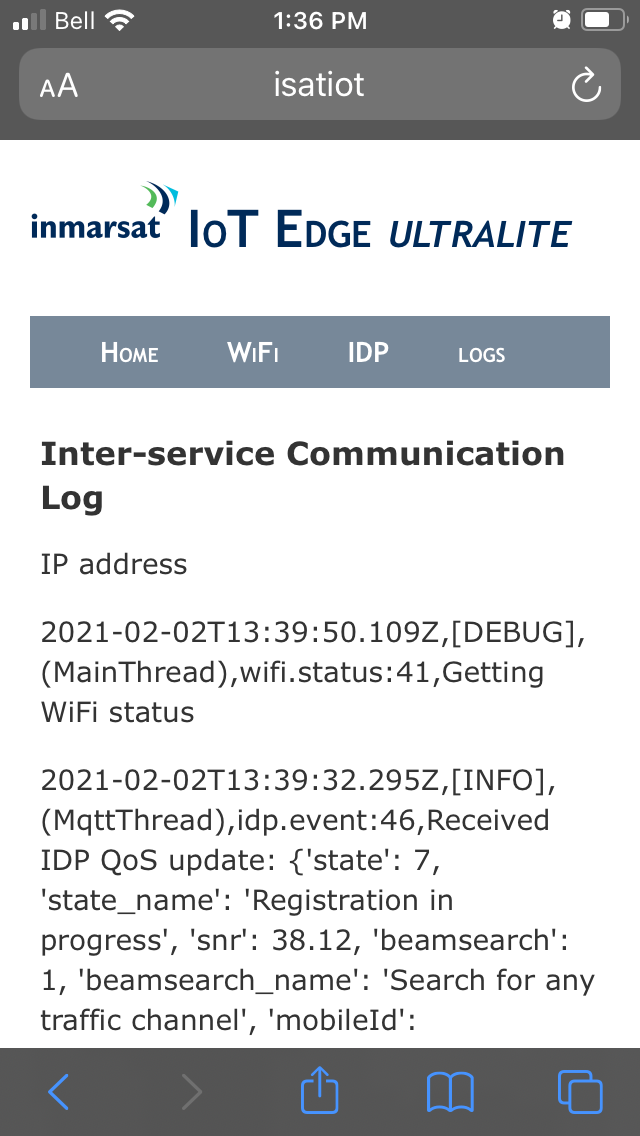 Bell
1:36 PM
AA
isatiot
inmarsat IoT Edge ULTRALITE
Home WiFi IDP LOGS
Inter-service Communication
Log
IP address
2021-02-02T13:39:50.109Z,[DEBUG],
(MainThread),wifi.status:41,Getting
WiFi status
2021-02-02T13:39:32.295Z,[INFO],
(MqttThread),idp.event:46,Received
IDP QoS update: {'state': 7,
'state_name': 'Registration in
progress', 'snr': 38.12, 'beamsearch':
1, 'beamsearch_name': 'Search for any
traffic channel', 'mobileId':